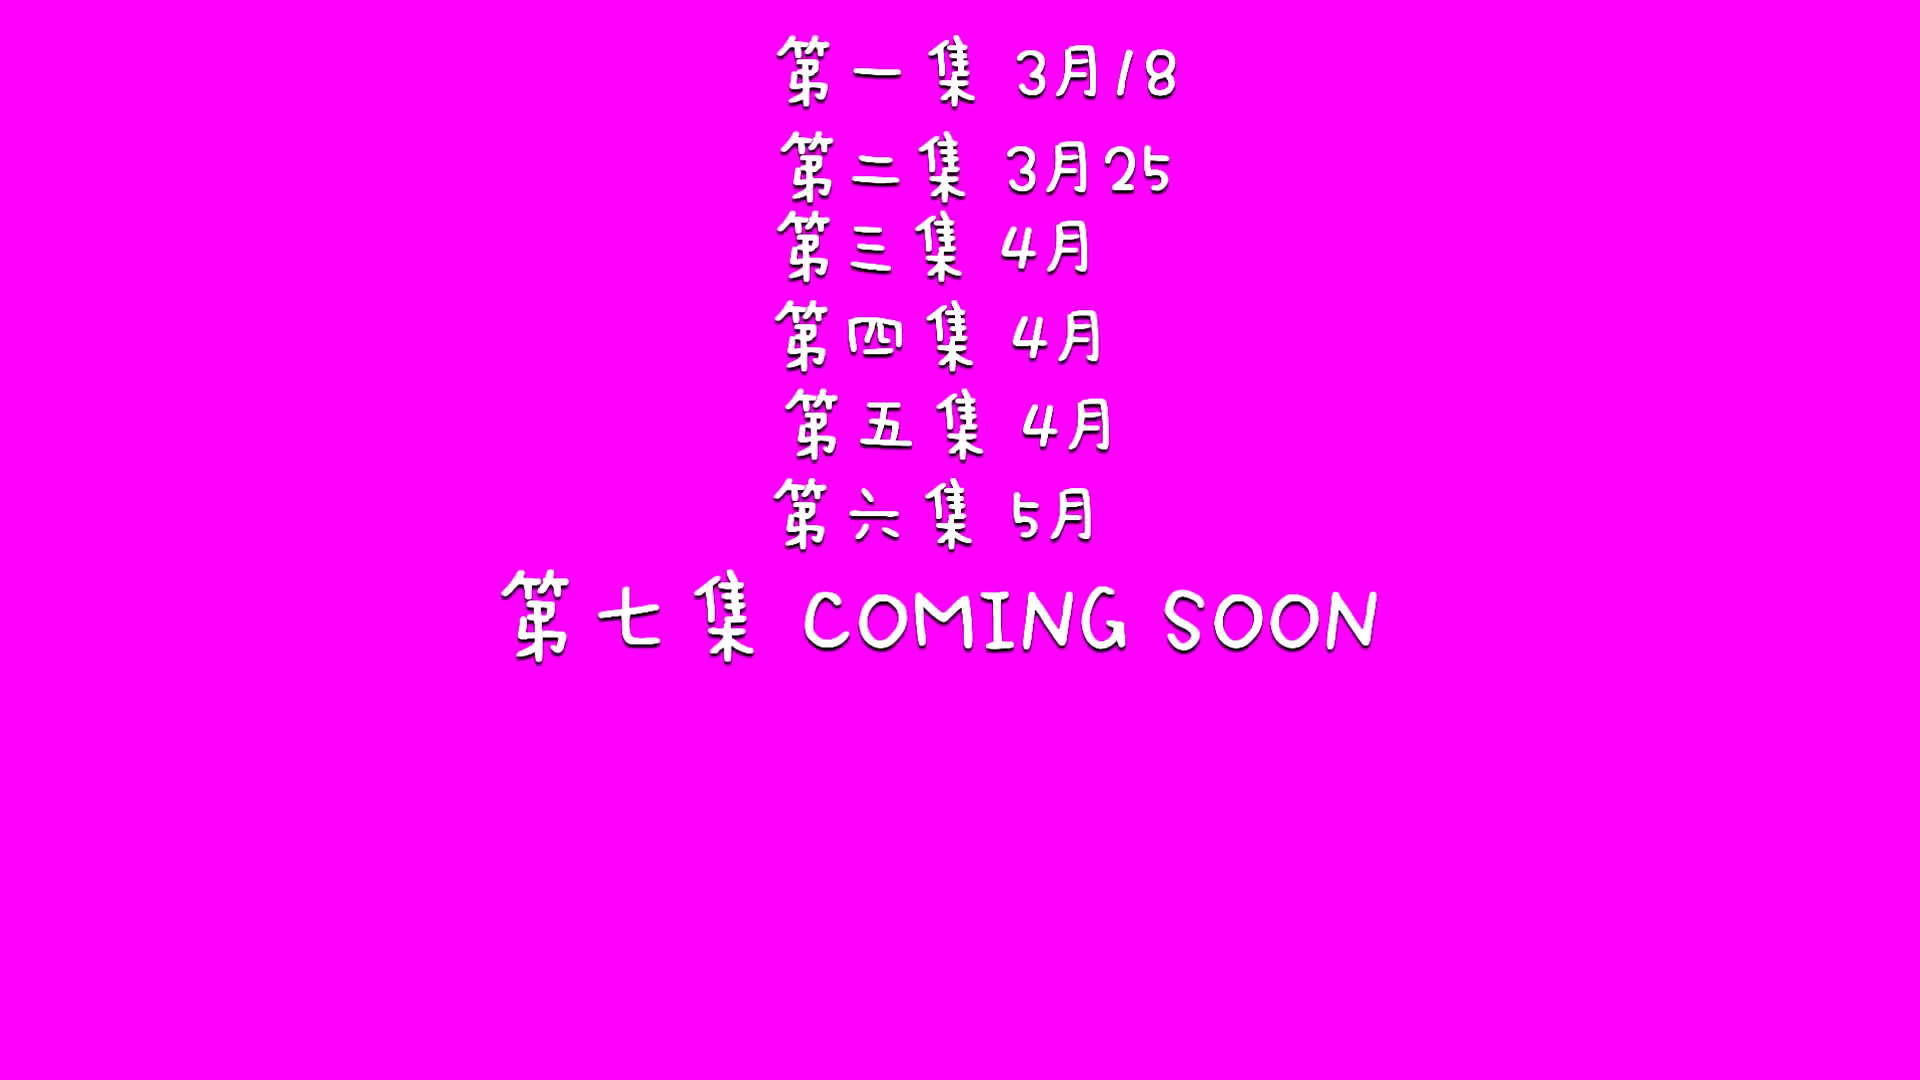 第一集 3月18
第二集 3月25
第三集 4月
第四集 4月
第五集 4月
第六集 5月
第七集 COMING SOON